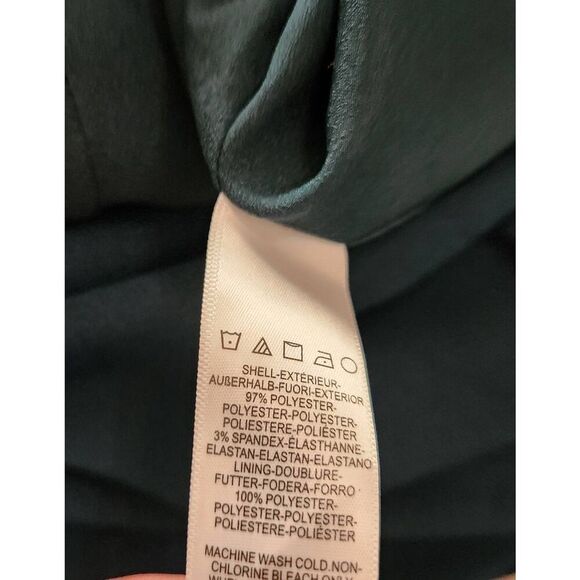 SHELL-EXTÉRIEUR-
AUßERHALB-FUORI-EXTERIOR
97% POLYESTER-
POLYESTER-POLYESTER-
POLIESTERE-POLIÉSTER
3% SPANDEX-ÉLASTHANNE-
ELASTAN-ELASTAN-ELASTANO
LINING-DOUBLURE-
FUTTER-FODERA-FORRO
100% POLYESTER-
POLYESTER-POLYESTER-
POLIESTERE-POLIÉSTER
MACHINE WASH COLD.NON-
CHLORINE BLEACH ONLY